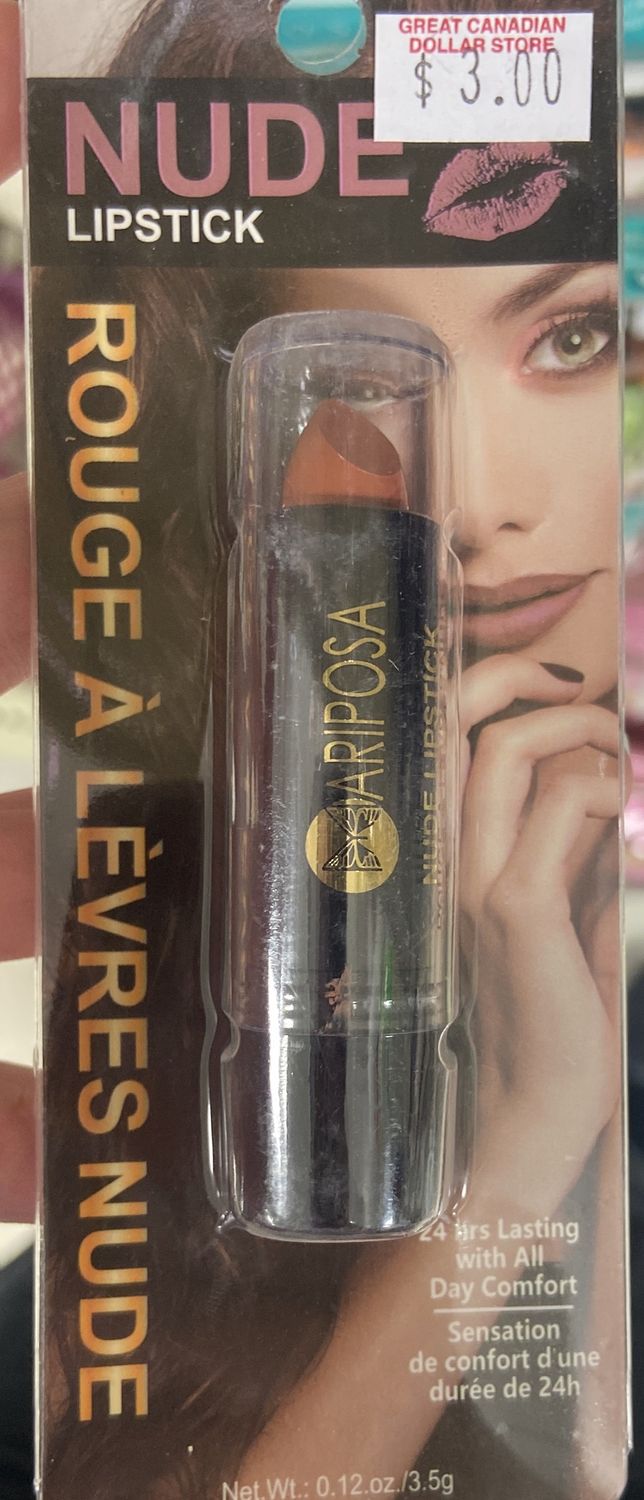 GREAT CANADIAN
DOLLAR STORE
$ 3.00
NUDE
LIPSTICK
ROUGE À LÈVRES NUDE
MARIPOSA
NUDE LIPSTICK
24 hrs Lasting
with All
Day Comfort
Sensation
de confort d'une
durée de 24h
Net.Wt.: 0.12.oz./3.5g